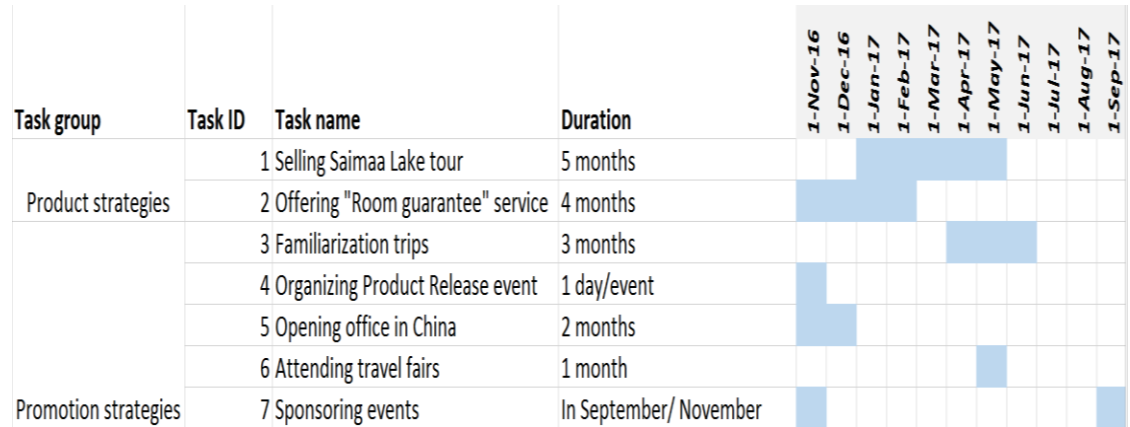 Task group Task ID Task name Duration 1-Nov-16 1-Dec-16 1-Jan-17 1-Feb-17 1-Mar-17 1-Apr-17 1-May-17 1-Jun-17 1-Jul-17 1-Aug-17 1-Sep-17
1 Selling Saimaa Lake tour 5 months
Product strategies 2 Offering "Room guarantee" service 4 months
3 Familiarization trips 3 months
4 Organizing Product Release event 1 day/event
5 Opening office in China 2 months
6 Attending travel fairs 1 month
Promotion strategies 7 Sponsoring events In September/ November